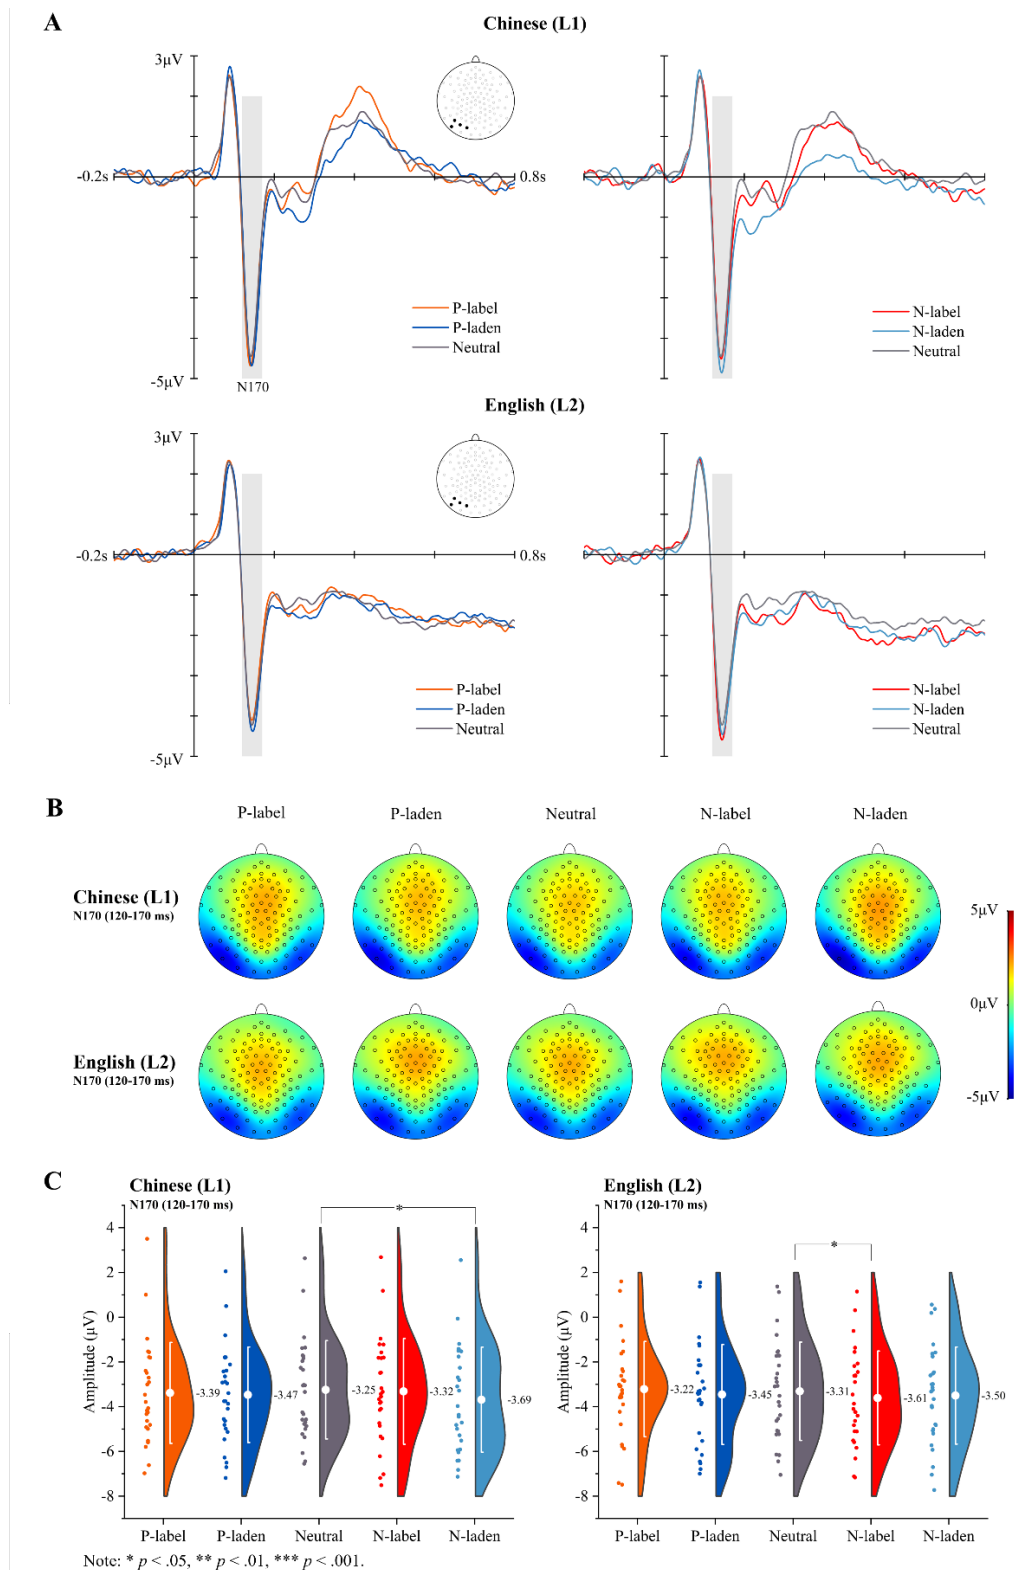 A
Chinese (L1)
3μV
-0.2s
0.8s
P-label
P-laden
Neutral
N-label
N-laden
Neutral
-5μV
N170
English (L2)
3μV
-0.2s
0.8s
P-label
P-laden
Neutral
N-label
N-laden
Neutral
-5μV
B
P-label P-laden Neutral N-label N-laden
Chinese (L1)
N170 (120-170 ms)
5μV
0μV
-5μV
English (L2)
N170 (120-170 ms)
C
Chinese (L1)
N170 (120-170 ms)
Amplitude (μV)
4
2
0
-2
-4
-6
-8
*
-3.39
-3.47
-3.25
-3.32
-3.69
P-label P-laden Neutral N-label N-laden
English (L2)
N170 (120-170 ms)
Amplitude (μV)
4
2
0
-2
-4
-6
-8
*
-3.22
-3.45
-3.31
-3.61
-3.50
P-label P-laden Neutral N-label N-laden
Note: * p < .05, ** p < .01, *** p < .001.